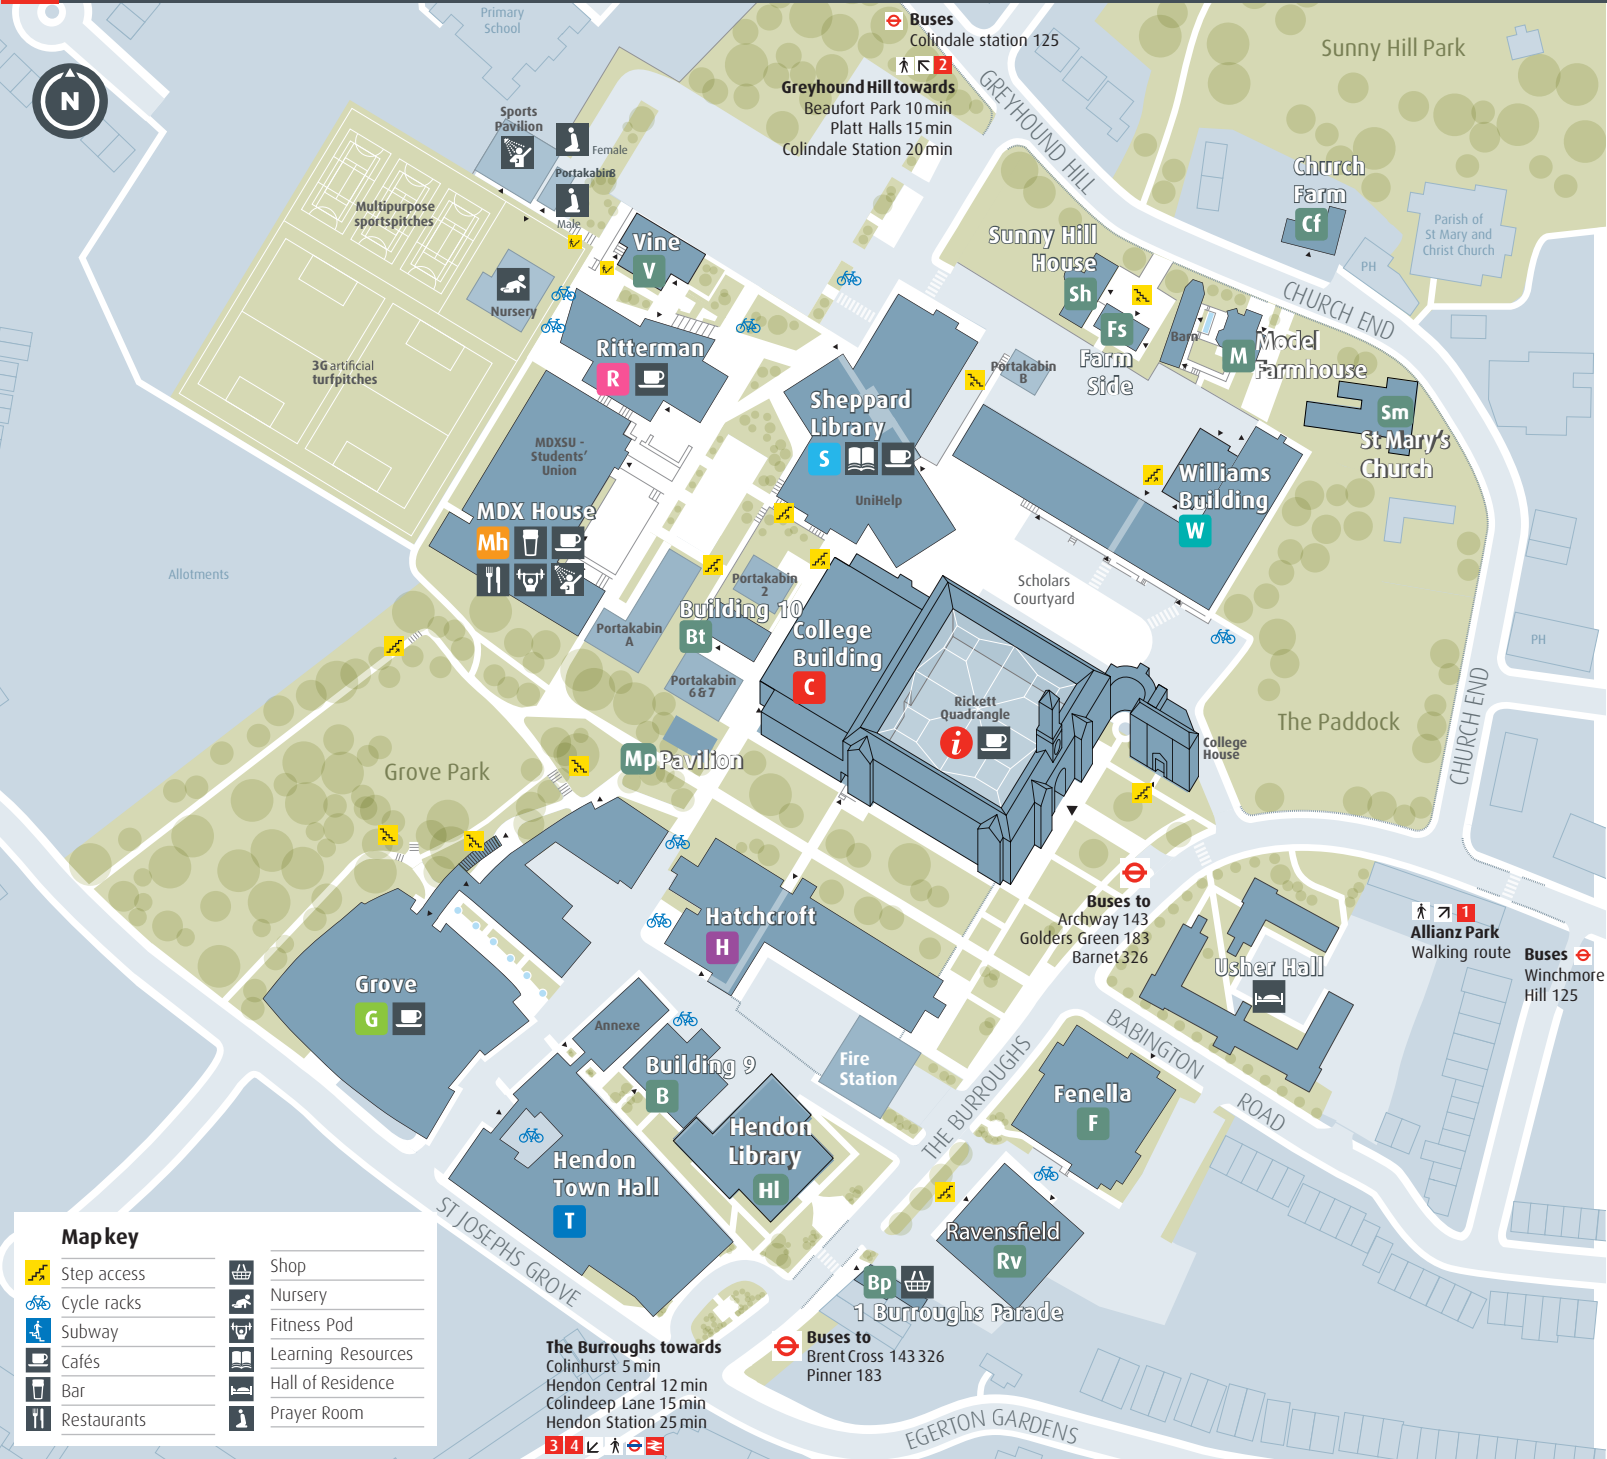 Primary
School
Buses
Colindale station 125
2
Greyhound Hill towards
Beaufort Park 10 min
Platt Halls 15 min
Colindale Station 20 min
GREYHOUND HILL
Sunny Hill Park
N
Sports
Pavilion
Female
Portakabin8
Male
Multipurpose
sportspitches
Vine
V
Nursery
3G artificial
turfpitches
Ritterman
R
Church
Farm
Cf
Parish of
St Mary and
Christ Church
PH
CHURCH END
Sunny Hill
House
Sh
Fs
Farm
Side
Barn
M
Model
Farmhouse
Portakabin
B
Sm
St Mary's
Church
Sheppard
Library
S
UniHelp
MDXSU -
Students'
Union
MDX House
Mh
Williams
Building
W
Allotments
Scholars
Courtyard
Portakabin
2
Building 10
Bt
Portakabin
A
Portakabin
6 & 7
College
Building
C
Rickett
Quadrangle
i
College
House
The Paddock
PH
CHURCH END
Mp Pavilion
Grove Park
Hatchcroft
H
Buses to
Archway 143
Golders Green 183
Barnet 326
1
Allianz Park
Walking route
Buses
Winchmore
Hill 125
Usher Hall
Grove
G
Annexe
Building 9
B
Fire
Station
BABINGTON
ROAD
THE BURROUGHS
Fenella
F
Hendon
Library
Hl
Hendon
Town Hall
T
ST JOSEPHS GROVE
Ravensfield
Rv
Bp
1 Burroughs Parade
Buses to
Brent Cross 143 326
Pinner 183
The Burroughs towards
Colinhurst 5 min
Hendon Central 12 min
Colindeep Lane 15 min
Hendon Station 25 min
3 4
EGERTON GARDENS
Map key
Step access
Cycle racks
Subway
Cafés
Bar
Restaurants
Shop
Nursery
Fitness Pod
Learning Resources
Hall of Residence
Prayer Room